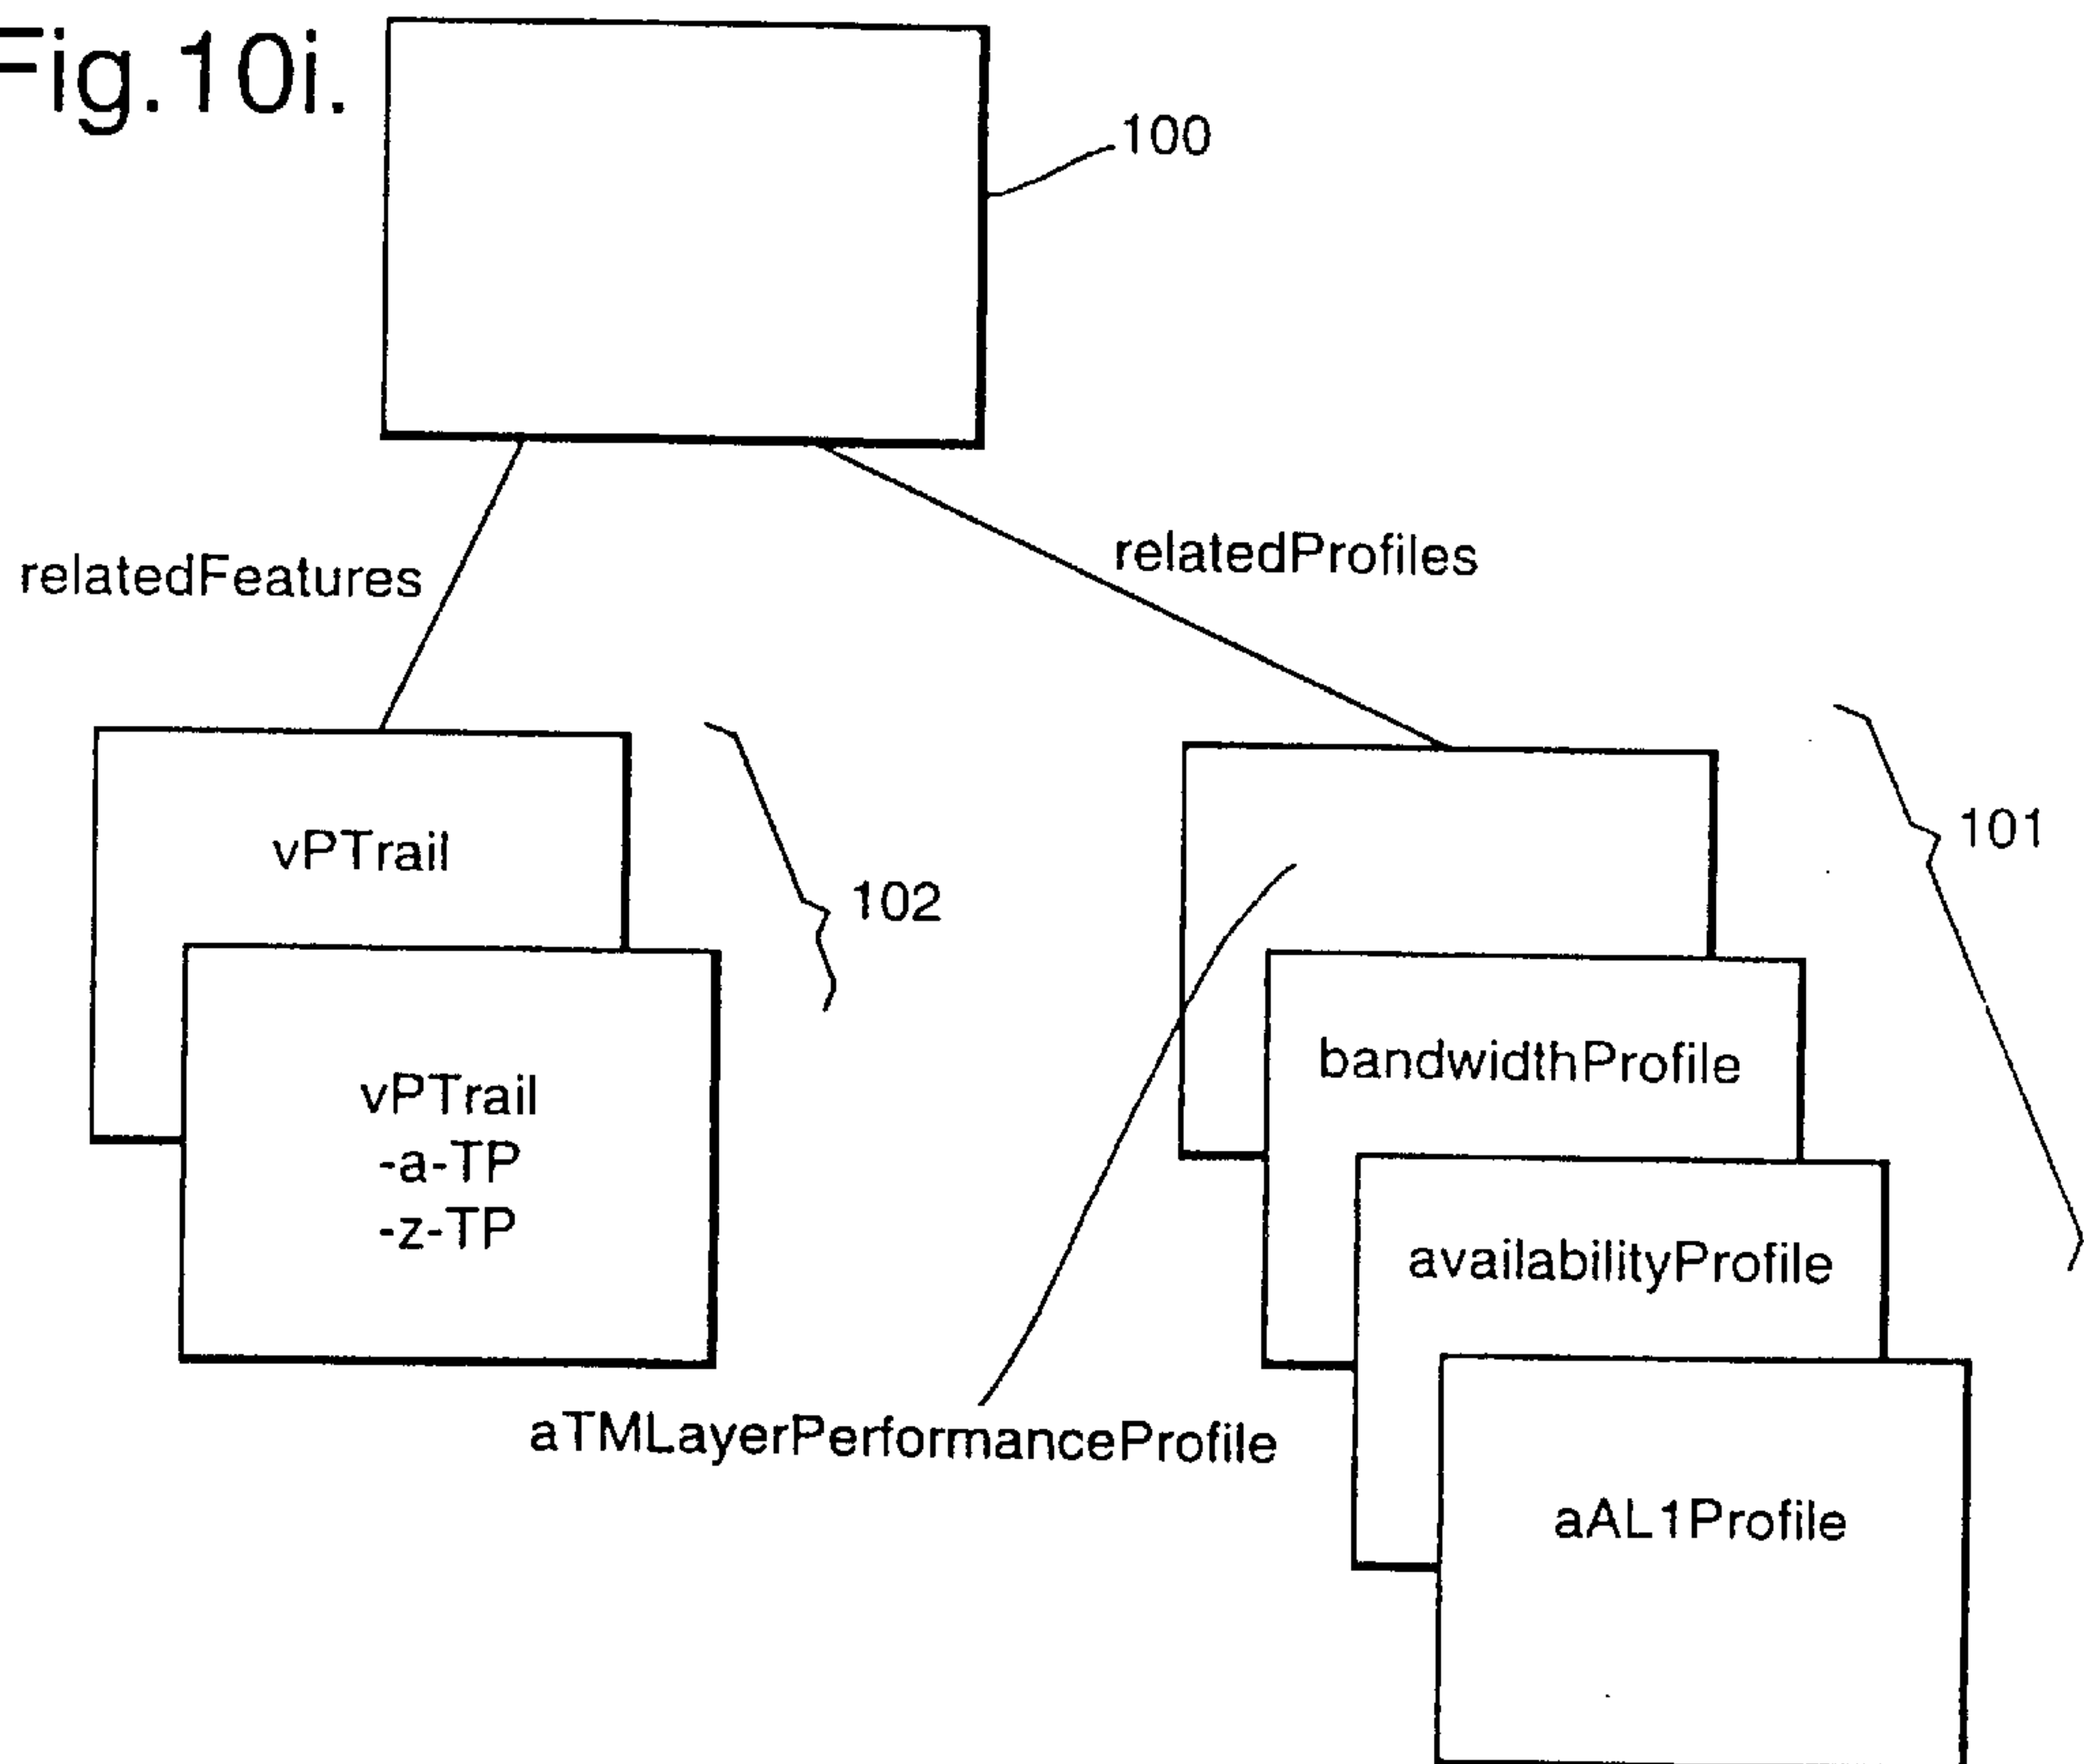 Fig.10i.
100
relatedFeatures
relatedProfiles
vPTrail
102
101
vPTrail
-a-TP
-z-TP
bandwidthProfile
availabilityProfile
aTMLayerPerformanceProfile
aAL1Profile